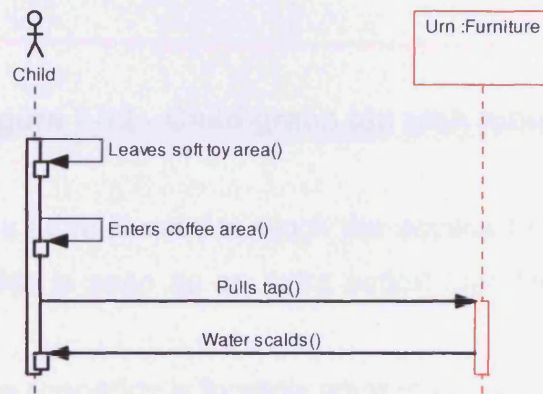 Urn :Furniture
Child
Leaves soft toy area()
Enters coffee area()
Pulls tap()
Water scalds()